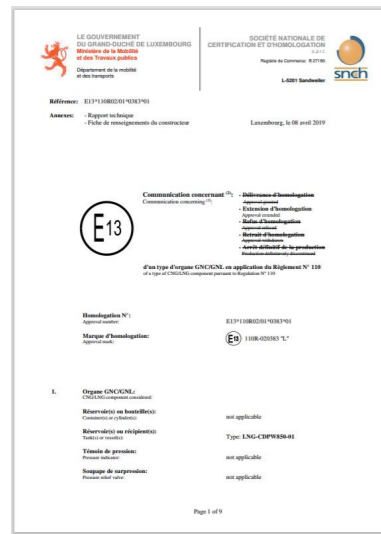 LE GOUVERNEMENT
DU GRAND-DUCHÉ DE LUXEMBOURG
Ministère de la Mobilité
et des Travaux publics
Département de la mobilité
et des transports
SOCIÉTÉ NATIONALE DE
CERTIFICATION ET D'HOMOLOGATION
Registre de Commerce: B 27180
L-5201 Sandweiler
snch
Référence: E13*110R02/01*0383*01
Annexes: - Rapport technique
- Fiche de renseignements du constructeur
Luxembourg, le 08 avril 2019
Communication concernant (2): - Délivrance d'homologation
Communication concerning (2): Approval granted
- Extension d'homologation
Approval extended
- Refus d'homologation
Approval refused
- Retrait d'homologation
Approval withdrawn
- Arrêt définitif de la production
Production definitively discontinued
E13
d'un type d'organe GNC/GNL en application du Règlement N° 110
of a type of CNG/LNG component pursuant to Regulation N° 110
Homologation N°:
Approval number: E13*110R02/01*0383*01
Marque d'homologation:
Approval mark: E13 110R-020383 "L"
1. Organe GNC/GNL:
CNG/LNG component considered:
Réservoir(s) ou bouteille(s):
Container(s) or cylinder(s): not applicable
Réservoir(s) ou récipient(s):
Tank(s) or vessel(s): Type: LNG-CDPW850-01
Témoin de pression:
Pressure indicator: not applicable
Soupape de surpression:
Pressure relief valve: not applicable
Page 1 of 9